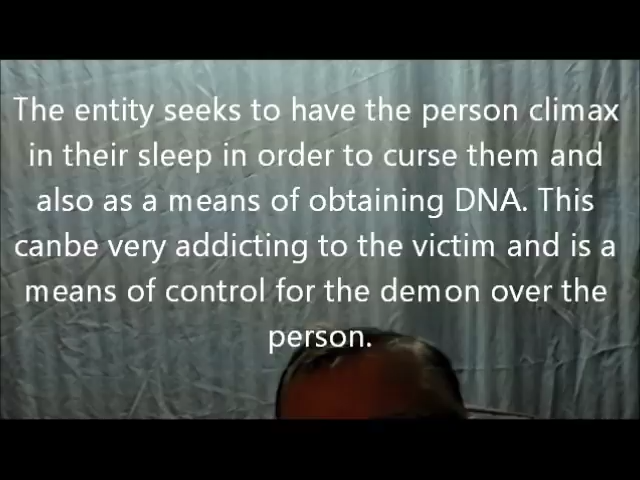 The entity seeks to have the person climax
in their sleep in order to curse them and
also as a means of obtaining DNA. This
canbe very addicting to the victim and is a
means of control for the demon over the
person.